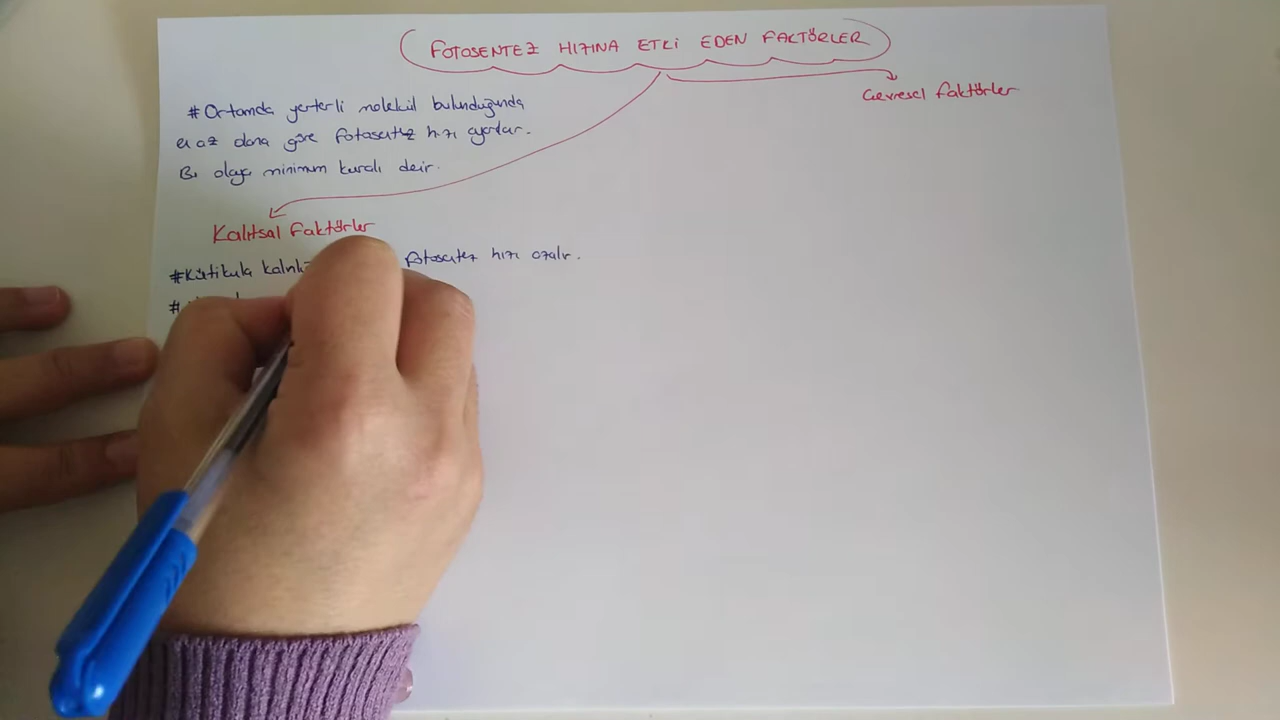 FOTOSENTEZ HIZINA ETKİ EDEN FAKTÖRLER
Çevresel faktörler
#Ortamda yeterli molekül bulunduğunda
en az olana göre fotosentez hızı ayarlar.
Bu olaya minimum kuralı denir.
Kalıtsal faktörler
#Kütikula fotosentez hızı azalır.
#